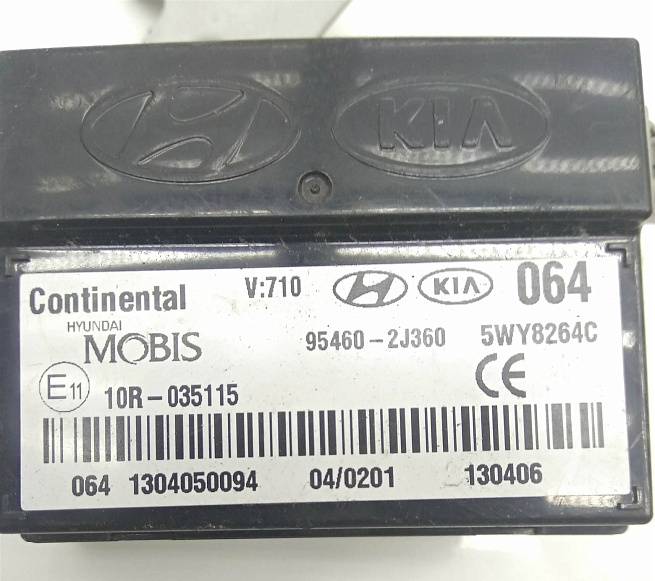 KIA
Continental V:710 KIA 064
HYUNDAI
MOBIS 95460-2J360 5WY8264C
E11 10R-035115 CE
064 1304050094 04/0201 130406